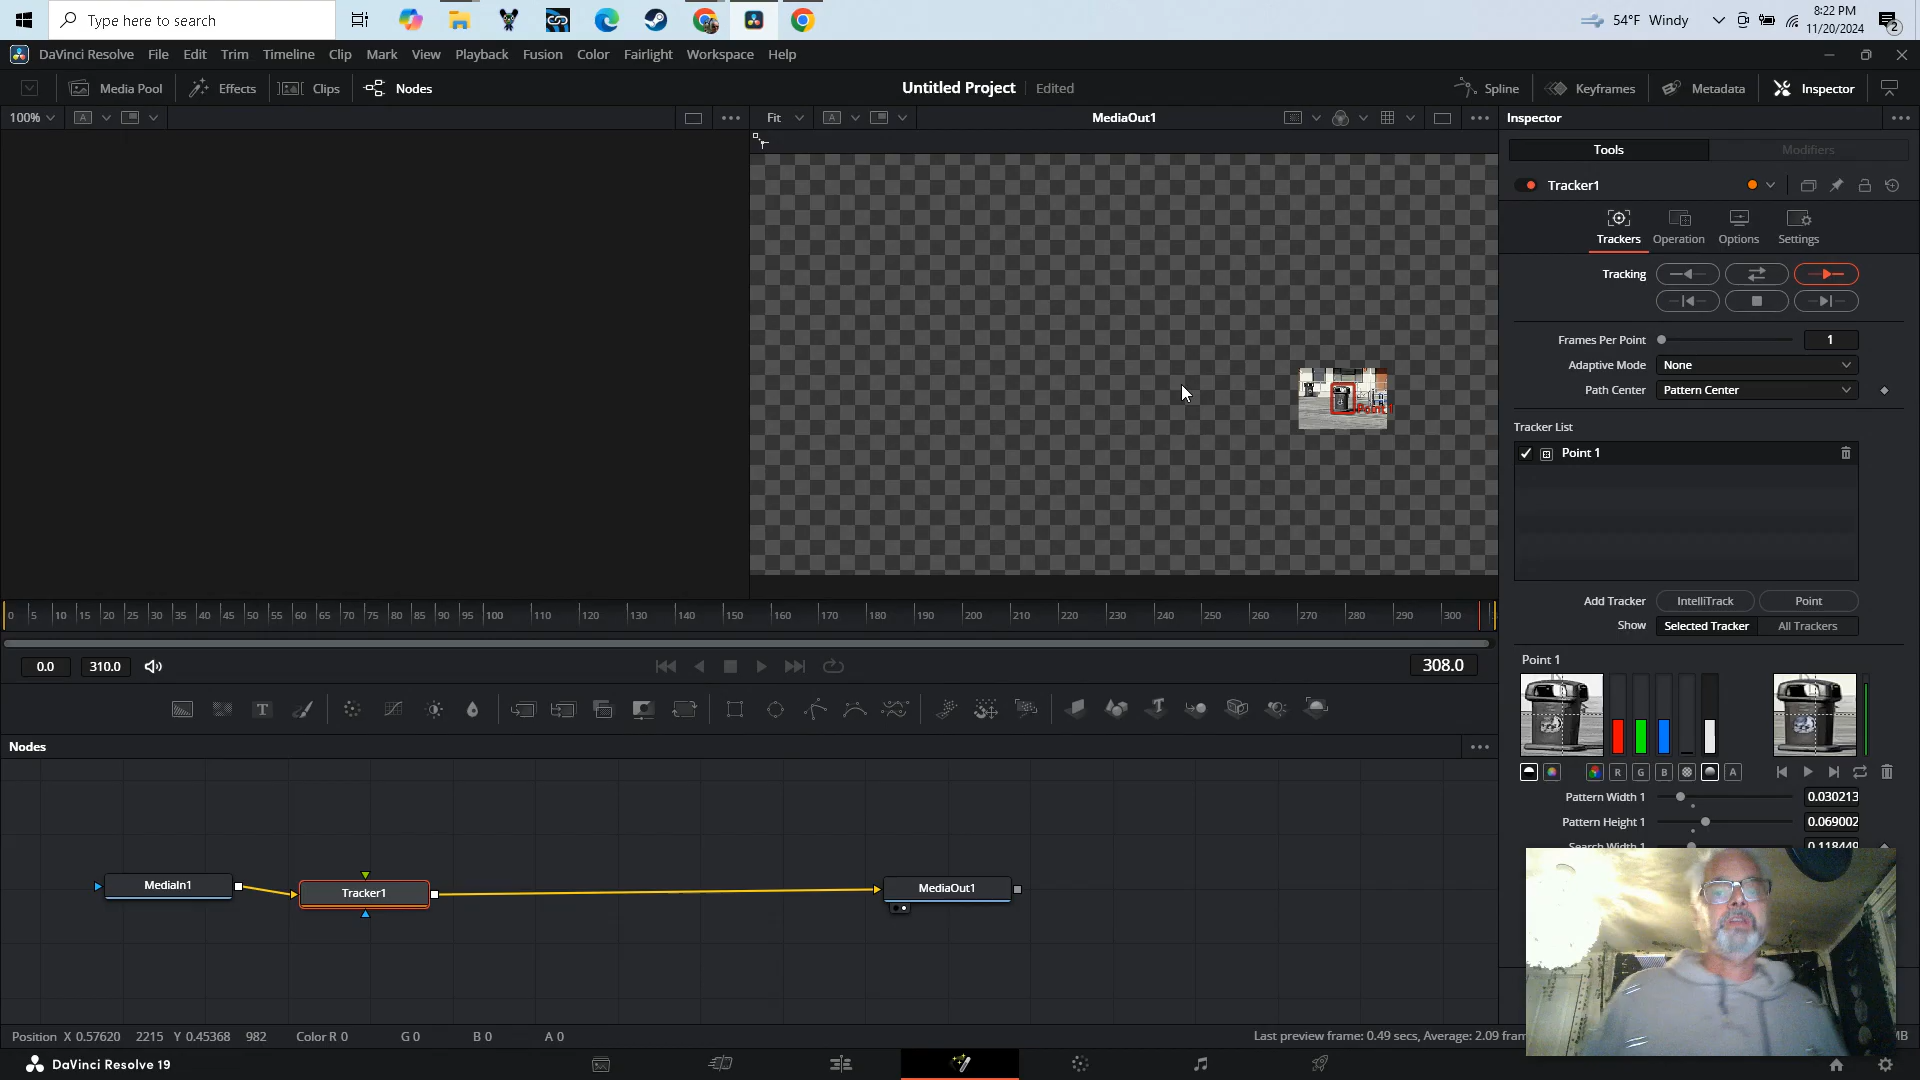 Type here to search
54°F Windy
8:22 PM
11/20/2024
2
DaVinci Resolve File Edit Trim Timeline Clip Mark View Playback Fusion Color Fairlight Workspace Help
Media Pool Effects Clips Nodes
Untitled Project Edited
Spline Keyframes Metadata Inspector
100% A
Fit A MediaOut1
Inspector
Tools Modifiers
Tracker1
Trackers Operation Options Settings
Tracking
Frames Per Point 1
Adaptive Mode None
Path Center Pattern Center
Tracker List
Point 1
Point 1
Add Tracker IntelliTrack Point
Show Selected Tracker All Trackers
0 5 10 15 20 25 30 35 40 45 50 55 60 65 70 75 80 85 90 95 100 110 120 130 140 150 160 170 180 190 200 210 220 230 240 250 260 270 280 290 300
0.0 310.0 308.0
Point 1
R G B A
Pattern Width 1 0.030213
Pattern Height 1 0.069002
Search Width 1 0.118449
Nodes
MediaIn1 Tracker1 MediaOut1
Position X 0.57620 2215 Y 0.45368 982 Color R 0 G 0 B 0 A 0
Last preview frame: 0.49 secs, Average: 2.09 fram
MB
DaVinci Resolve 19